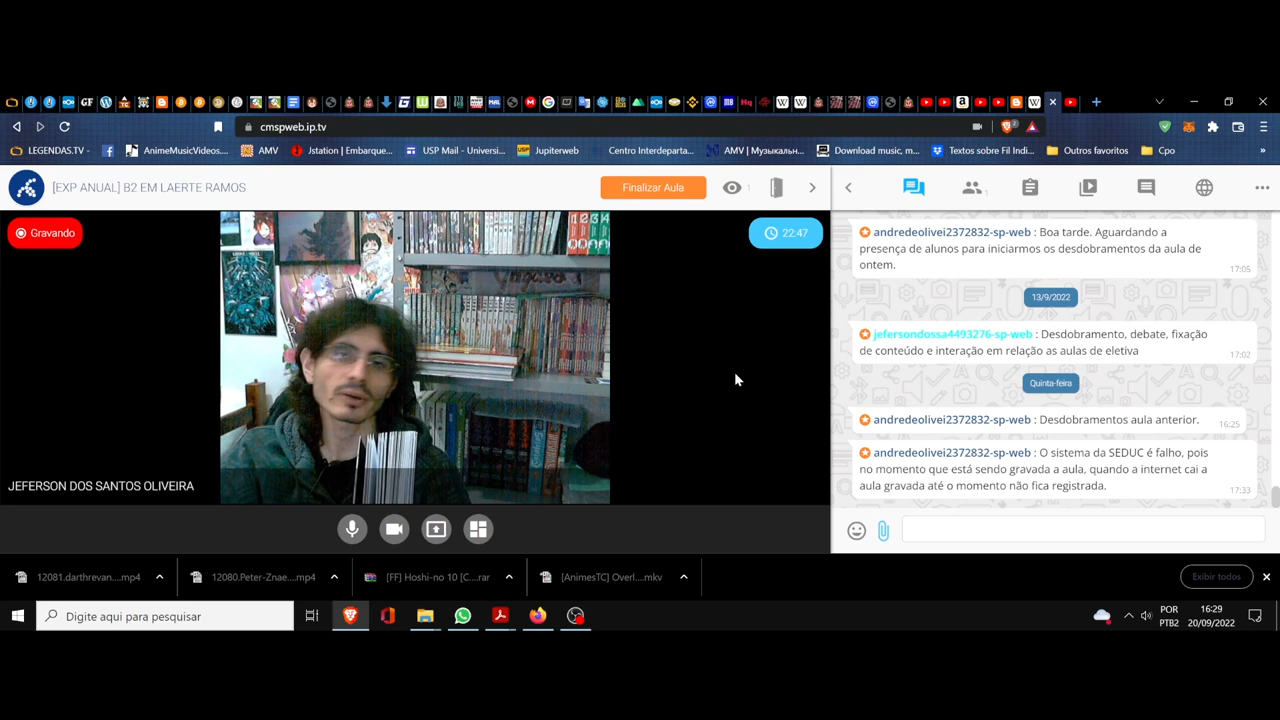 cmspweb.ip.tv
2
LEGENDAS.TV -
AnimeMusicVideos....
AMV
Jstation | Embarque...
USP Mail - Universi...
Jupiterweb
Centro Interdeparta...
AMV | Музыкальн...
Download music, m...
Textos sobre Fil Indi...
Outros favoritos
Cpo
»
[EXP ANUAL] B2 EM LAERTE RAMOS
Finalizar Aula
1
1
Gravando
22:47
JEFERSON DOS SANTOS OLIVEIRA
andredeolivei2372832-sp-web : Boa tarde. Aguardando a
presença de alunos para iniciarmos os desdobramentos da aula de
ontem.
17:05
13/9/2022
jefersondossa4493276-sp-web : Desdobramento, debate, fixação
de conteúdo e interação em relação as aulas de eletiva
17:02
Quinta-feira
andredeolivei2372832-sp-web : Desdobramentos aula anterior.
16:25
andredeolivei2372832-sp-web : O sistema da SEDUC é falho, pois
no momento que está sendo gravada a aula, quando a internet cai a
aula gravada até o momento não fica registrada.
17:33
12081.darthrevan....mp4
12080.Peter-Znae....mp4
[FF] Hoshi-no 10 [C....rar
[AnimesTC] Overl....mkv
Exibir todos
Digite aqui para pesquisar
POR
PTB2
16:29
20/09/2022